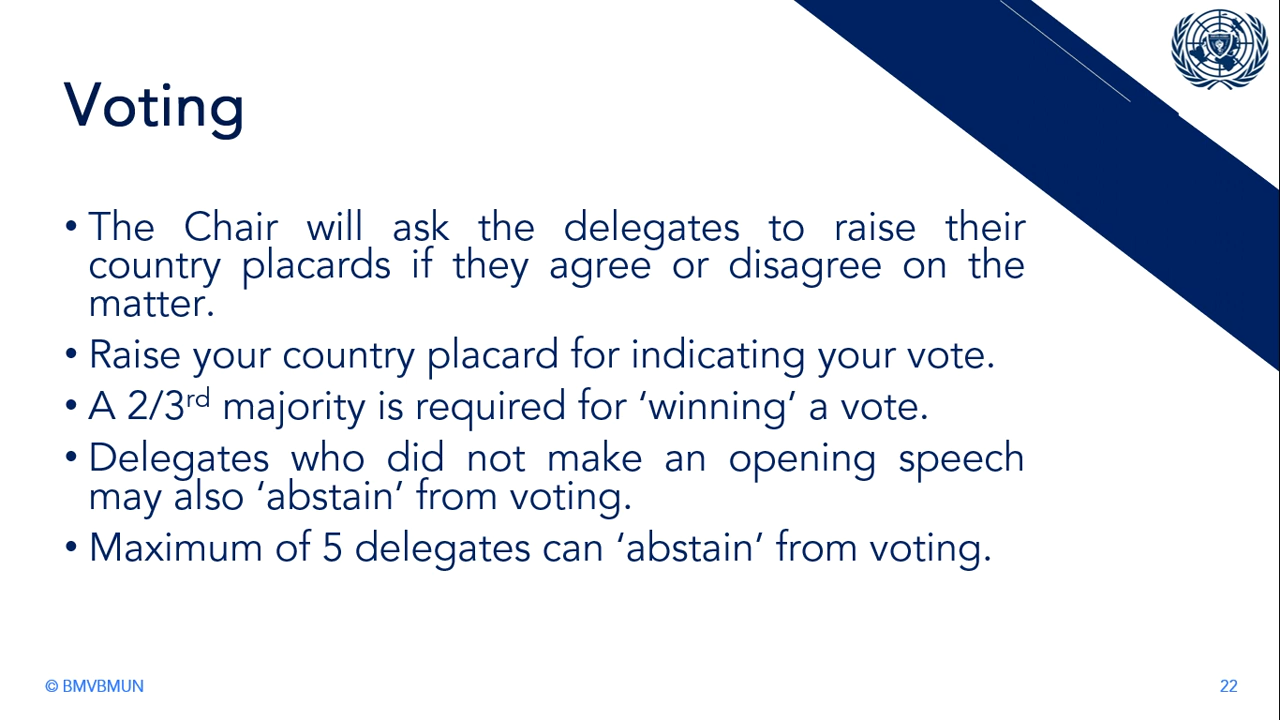 Voting
• The Chair will ask the delegates to raise their
country placards if they agree or disagree on the
matter.
• Raise your country placard for indicating your vote.
• A 2/3rd majority is required for ‘winning’ a vote.
• Delegates who did not make an opening speech
may also ‘abstain’ from voting.
• Maximum of 5 delegates can ‘abstain’ from voting.
© BMVBMUN
22